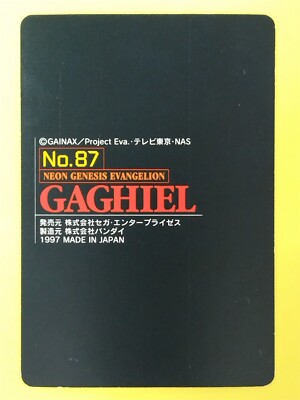 ©GAINAX／Project Eva.・テレビ東京・NAS
No.87
NEON GENESIS EVANGELION
GAGHIEL
発売元 株式会社セガ・エンタープライゼス
製造元 株式会社バンダイ
1997 MADE IN JAPAN